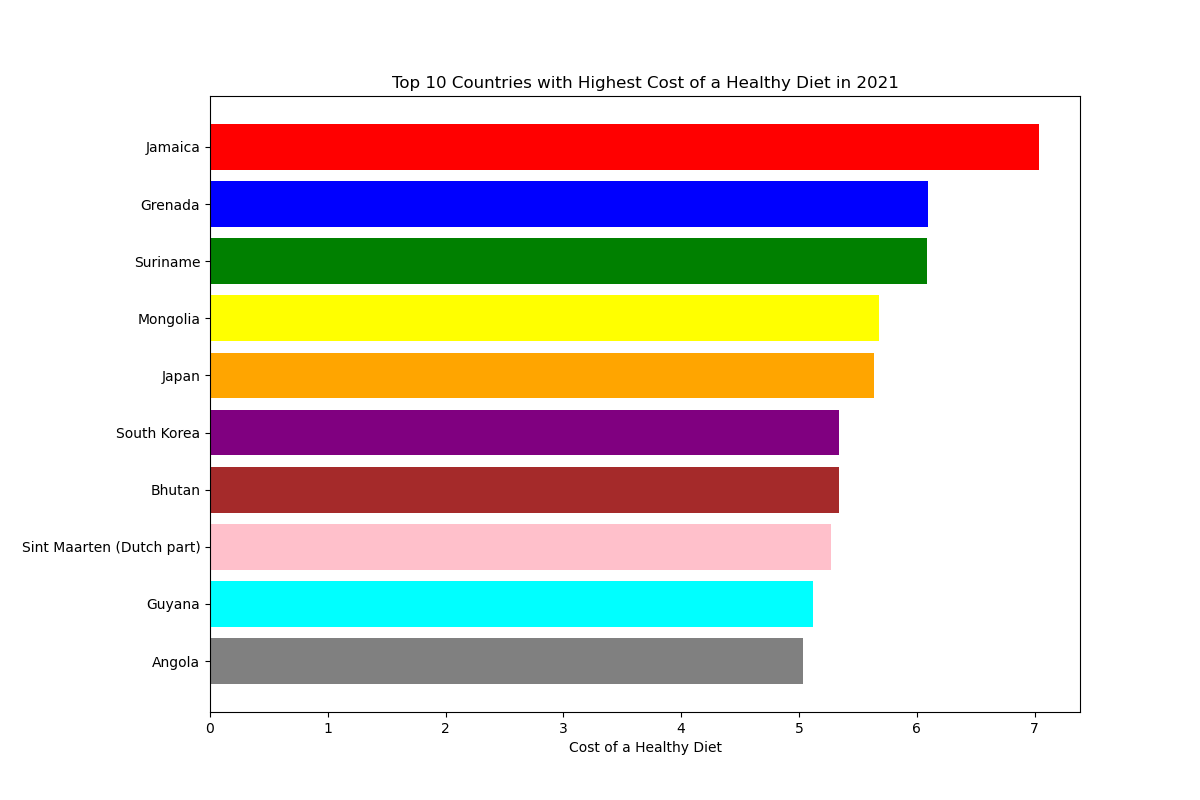 Top 10 Countries with Highest Cost of a Healthy Diet in 2021
Jamaica
Grenada
Suriname
Mongolia
Japan
South Korea
Bhutan
Sint Maarten (Dutch part)
Guyana
Angola
0 1 2 3 4 5 6 7
Cost of a Healthy Diet